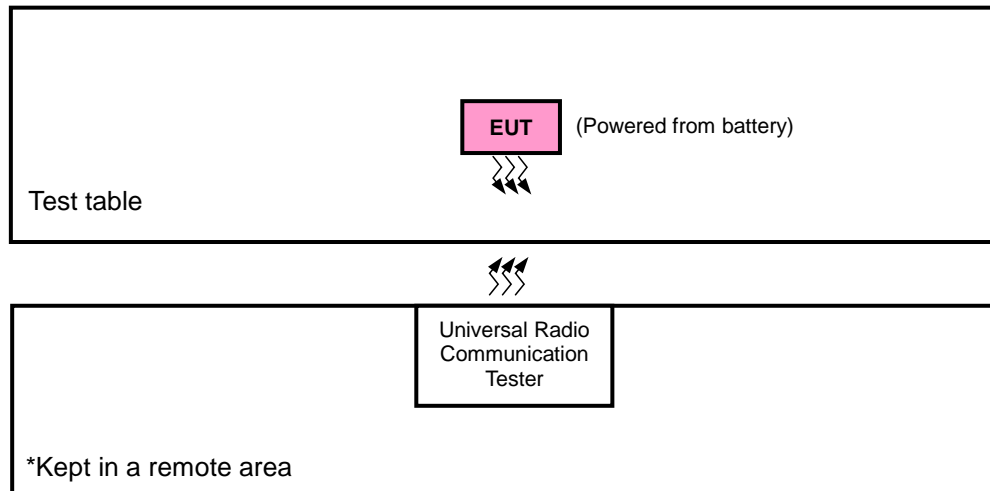 EUT
(Powered from battery)
Test table
Universal Radio
Communication
Tester
*Kept in a remote area